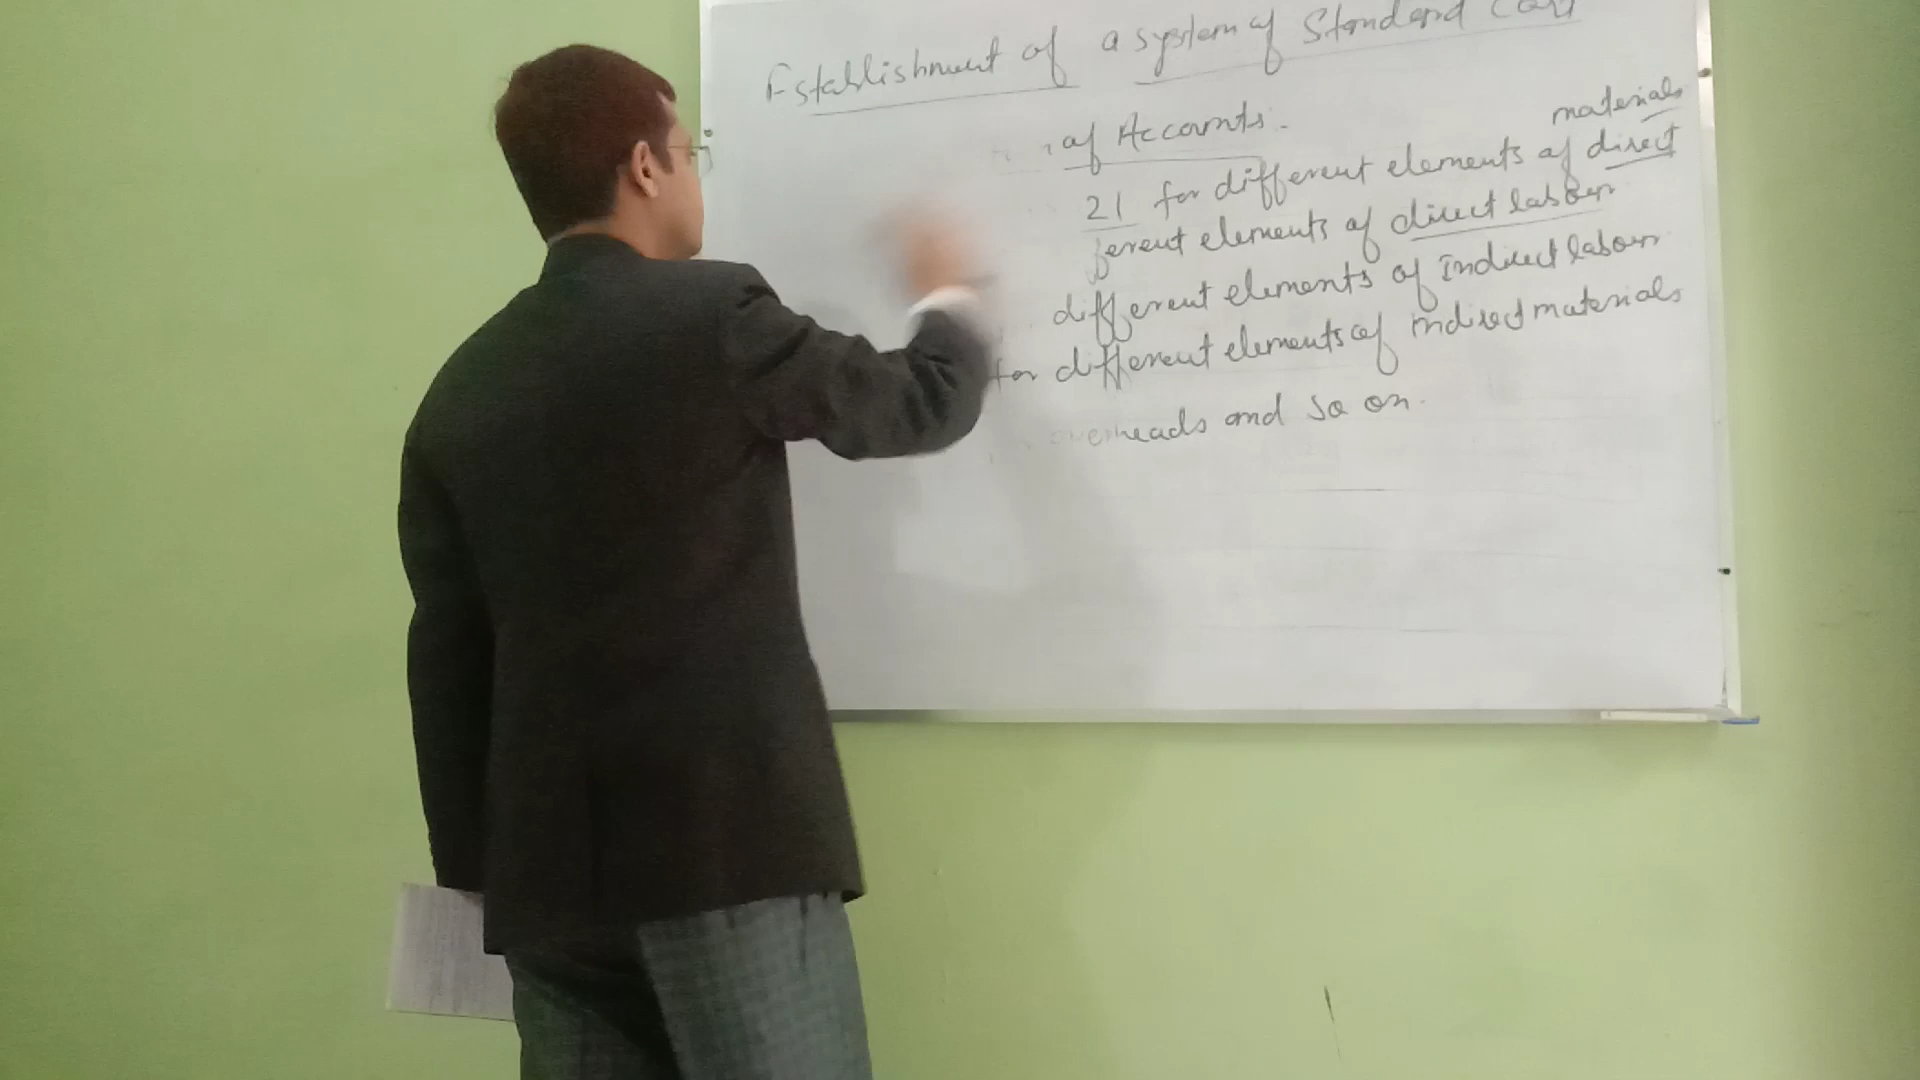 Establishment of a system of Standard Cost
of Accounts.
materials
21 for different elements of direct
ferent elements of direct labour
different elements of Indirect labour
for different elements of indirect materials
overheads and so on.